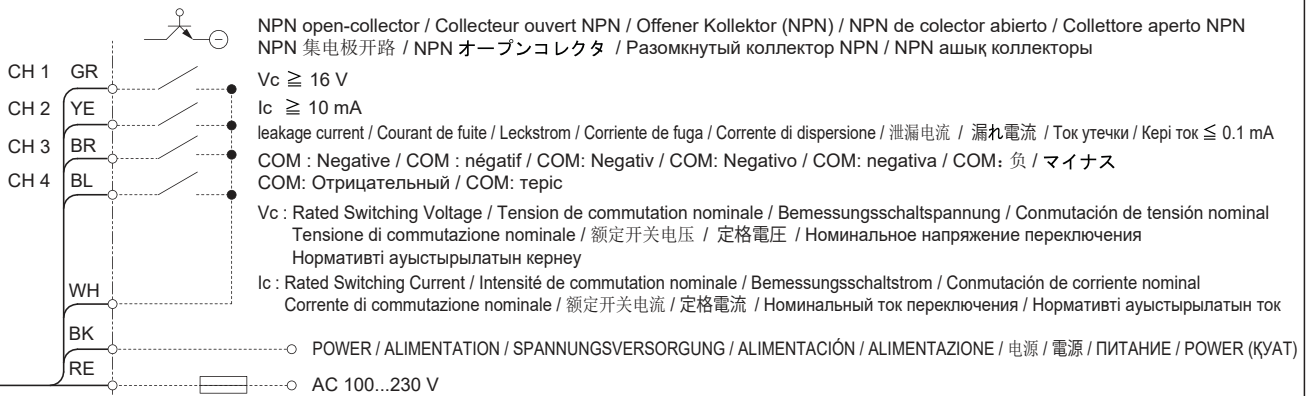 NPN open-collector / Collecteur ouvert NPN / Offener Kollektor (NPN) / NPN de colector abierto / Collettore aperto NPN
NPN 集电极开路 / NPN オープンコレクタ / Разомкнутый коллектор NPN / NPN ашық коллекторы
CH 1 GR
Vc ≧ 16 V
CH 2 YE
Ic ≧ 10 mA
leakage current / Courant de fuite / Leckstrom / Corriente de fuga / Corrente di dispersione / 泄漏电流 / 漏れ電流 / Ток утечки / Кері ток ≦ 0.1 mA
CH 3 BR
COM : Negative / COM : négatif / COM: Negativ / COM: Negativo / COM: negativa / COM: 负 / マイナス
CH 4 BL
COM: Отрицательный / COM: теріс
Vc : Rated Switching Voltage / Tension de commutation nominale / Bemessungsschaltspannung / Conmutación de tensión nominal
Tensione di commutazione nominale / 额定开关电压 / 定格電圧 / Номинальное напряжение переключения
Нормативті ауыстырылатын кернеу
Ic : Rated Switching Current / Intensité de commutation nominale / Bemessungsschaltstrom / Conmutación de corriente nominal
WH
Corrente di commutazione nominale / 额定开关电流 / 定格電流 / Номинальный ток переключения / Нормативті ауыстырылатын ток
BK
POWER / ALIMENTATION / SPANNUNGSVERSORGUNG / ALIMENTACIÓN / ALIMENTAZIONE / 电源 / 電源 / ПИТАНИЕ / POWER (ҚУАТ)
RE
AC 100...230 V